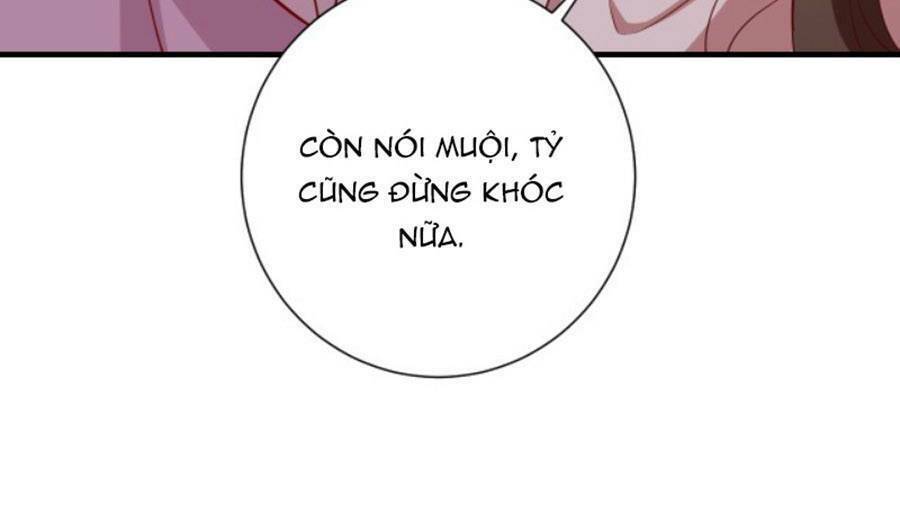 CÒN NÓI MUỘI, TỶ
CŨNG ĐỪNG KHÓC
NỮA.